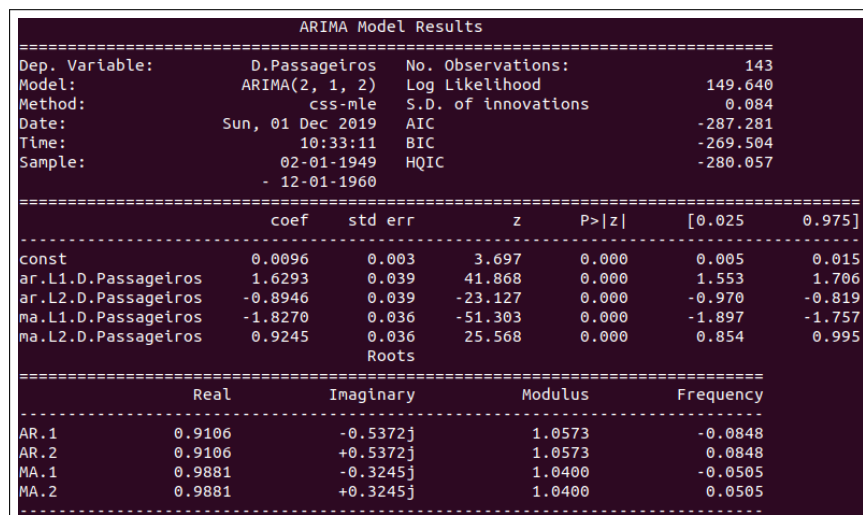 ARIMA Model Results
==============================================================================
Dep. Variable: D.Passageiros No. Observations: 143
Model: ARIMA(2, 1, 2) Log Likelihood 149.640
Method: css-mle S.D. of innovations 0.084
Date: Sun, 01 Dec 2019 AIC -287.281
Time: 10:33:11 BIC -269.504
Sample: 02-01-1949 HQIC -280.057
- 12-01-1960
=======================================================================================
coef std err z P>|z| [0.025 0.975]
---------------------------------------------------------------------------------------
const 0.0096 0.003 3.697 0.000 0.005 0.015
ar.L1.D.Passageiros 1.6293 0.039 41.868 0.000 1.553 1.706
ar.L2.D.Passageiros -0.8946 0.039 -23.127 0.000 -0.970 -0.819
ma.L1.D.Passageiros -1.8270 0.036 -51.303 0.000 -1.897 -1.757
ma.L2.D.Passageiros 0.9245 0.036 25.568 0.000 0.854 0.995
Roots
=============================================================================
Real Imaginary Modulus Frequency
-----------------------------------------------------------------------------
AR.1 0.9106 -0.5372j 1.0573 -0.0848
AR.2 0.9106 +0.5372j 1.0573 0.0848
MA.1 0.9881 -0.3245j 1.0400 -0.0505
MA.2 0.9881 +0.3245j 1.0400 0.0505
-----------------------------------------------------------------------------